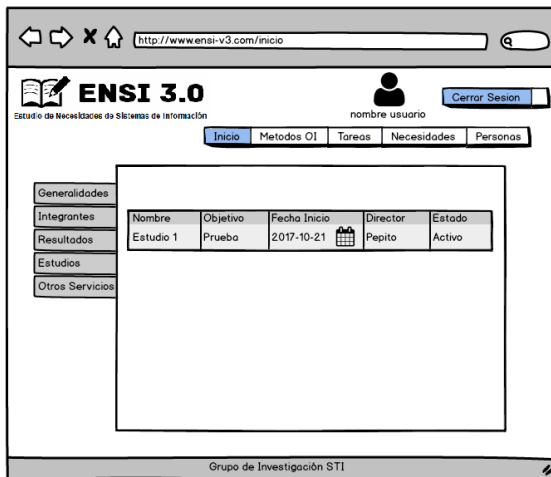 http://www.ensi-v3.com/inicio
ENSI 3.0
Estudio de Necesidades de Sistemas de Información
nombre usuario
Cerrar Sesion
Inicio Metodos OI Tareas Necesidades Personas
Generalidades
Integrantes
Resultados
Estudios
Otros Servicios
Nombre Objetivo Fecha Inicio Director Estado
Estudio 1 Prueba 2017-10-21 Pepito Activo
Grupo de Investigación STI